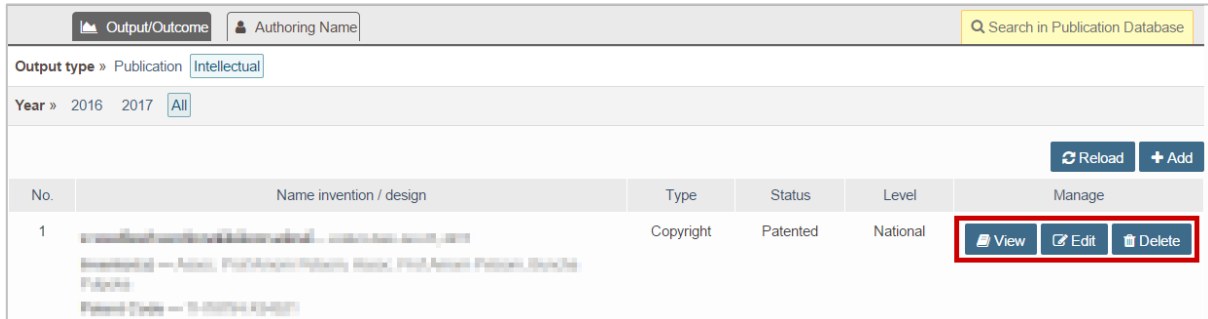 Output/Outcome Authoring Name Search in Publication Database
Output type » Publication Intellectual
Year » 2016 2017 All
Reload Add
No. Name invention / design Type Status Level Manage
1 Copyright Patented National View Edit Delete